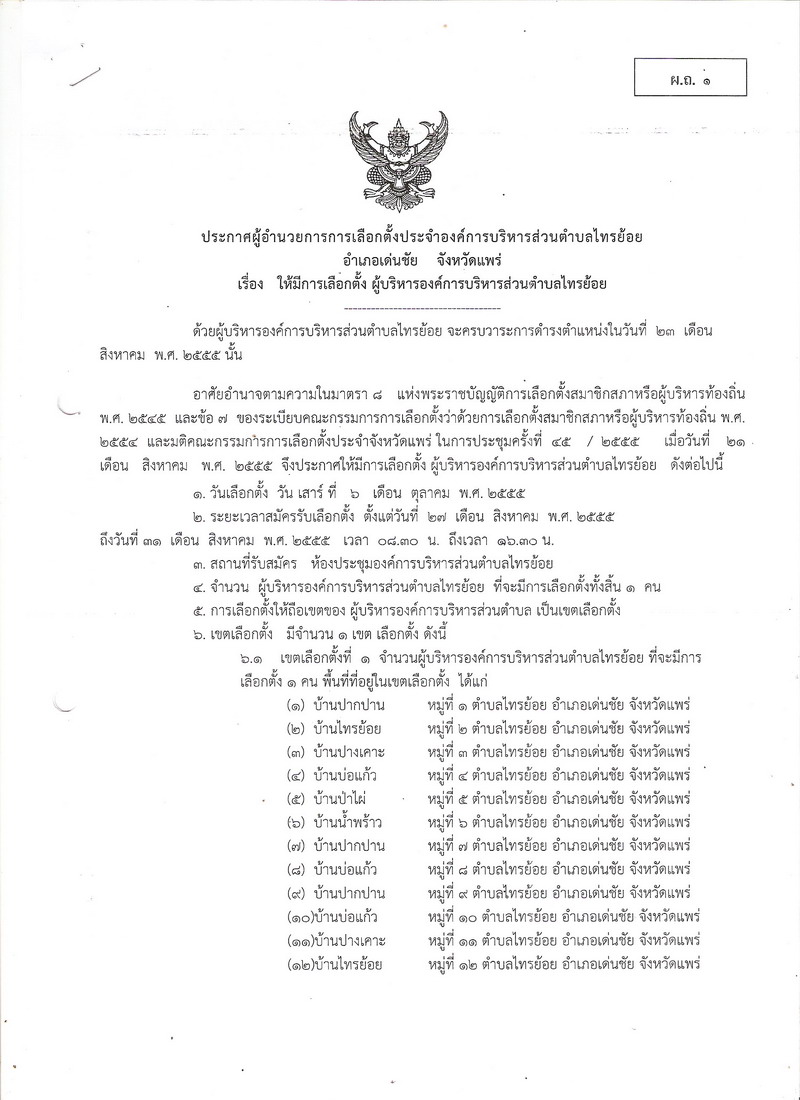 ผ.ถ. ๑
ประกาศผู้อำนวยการการเลือกตั้งประจำองค์การบริหารส่วนตำบลไทรย้อย
อำเภอเด่นชัย จังหวัดแพร่
เรื่อง ให้มีการเลือกตั้ง ผู้บริหารองค์การบริหารส่วนตำบลไทรย้อย
-----------------------------------
ด้วยผู้บริหารองค์การบริหารส่วนตำบลไทรย้อย จะครบวาระการดำรงตำแหน่งในวันที่ ๒๓ เดือน
สิงหาคม พ.ศ. ๒๕๕๕ นั้น
อาศัยอำนาจตามความในมาตรา ๘ แห่งพระราชบัญญัติการเลือกตั้งสมาชิกสภาหรือผู้บริหารท้องถิ่น
พ.ศ. ๒๕๔๕ และข้อ ๗ ของระเบียบคณะกรรมการการเลือกตั้งว่าด้วยการเลือกตั้งสมาชิกสภาหรือผู้บริหารท้องถิ่น พ.ศ.
๒๕๕๔ และมติคณะกรรมการการเลือกตั้งประจำจังหวัดแพร่ ในการประชุมครั้งที่ ๔๕ / ๒๕๕๕ เมื่อวันที่ ๒๑
เดือน สิงหาคม พ.ศ. ๒๕๕๕ จึงประกาศให้มีการเลือกตั้ง ผู้บริหารองค์การบริหารส่วนตำบลไทรย้อย ดังต่อไปนี้
๑. วันเลือกตั้ง วัน เสาร์ ที่ ๖ เดือน ตุลาคม พ.ศ. ๒๕๕๕
๒. ระยะเวลาสมัครรับเลือกตั้ง ตั้งแต่วันที่ ๒๗ เดือน สิงหาคม พ.ศ. ๒๕๕๕
ถึงวันที่ ๓๑ เดือน สิงหาคม พ.ศ. ๒๕๕๕ เวลา ๐๘.๓๐ น. ถึงเวลา ๑๖.๓๐ น.
๓. สถานที่รับสมัคร ห้องประชุมองค์การบริหารส่วนตำบลไทรย้อย
๔. จำนวน ผู้บริหารองค์การบริหารส่วนตำบลไทรย้อย ที่จะมีการเลือกตั้งทั้งสิ้น ๑ คน
๕. การเลือกตั้งให้ถือเขตของ ผู้บริหารองค์การบริหารส่วนตำบล เป็นเขตเลือกตั้ง
๖. เขตเลือกตั้ง มีจำนวน ๑ เขต เลือกตั้ง ดังนี้
๖.๑ เขตเลือกตั้งที่ ๑ จำนวนผู้บริหารองค์การบริหารส่วนตำบลไทรย้อย ที่จะมีการ
เลือกตั้ง ๑ คน พื้นที่ที่อยู่ในเขตเลือกตั้ง ได้แก่
(๑) บ้านปากปาน หมู่ที่ ๑ ตำบลไทรย้อย อำเภอเด่นชัย จังหวัดแพร่
(๒) บ้านไทรย้อย หมู่ที่ ๒ ตำบลไทรย้อย อำเภอเด่นชัย จังหวัดแพร่
(๓) บ้านปางเคาะ หมู่ที่ ๓ ตำบลไทรย้อย อำเภอเด่นชัย จังหวัดแพร่
(๔) บ้านบ่อแก้ว หมู่ที่ ๔ ตำบลไทรย้อย อำเภอเด่นชัย จังหวัดแพร่
(๕) บ้านป่าไผ่ หมู่ที่ ๕ ตำบลไทรย้อย อำเภอเด่นชัย จังหวัดแพร่
(๖) บ้านน้ำพร้าว หมู่ที่ ๖ ตำบลไทรย้อย อำเภอเด่นชัย จังหวัดแพร่
(๗) บ้านปากปาน หมู่ที่ ๗ ตำบลไทรย้อย อำเภอเด่นชัย จังหวัดแพร่
(๘) บ้านบ่อแก้ว หมู่ที่ ๘ ตำบลไทรย้อย อำเภอเด่นชัย จังหวัดแพร่
(๙) บ้านปากปาน หมู่ที่ ๙ ตำบลไทรย้อย อำเภอเด่นชัย จังหวัดแพร่
(๑๐)บ้านบ่อแก้ว หมู่ที่ ๑๐ ตำบลไทรย้อย อำเภอเด่นชัย จังหวัดแพร่
(๑๑)บ้านปางเคาะ หมู่ที่ ๑๑ ตำบลไทรย้อย อำเภอเด่นชัย จังหวัดแพร่
(๑๒)บ้านไทรย้อย หมู่ที่ ๑๒ ตำบลไทรย้อย อำเภอเด่นชัย จังหวัดแพร่